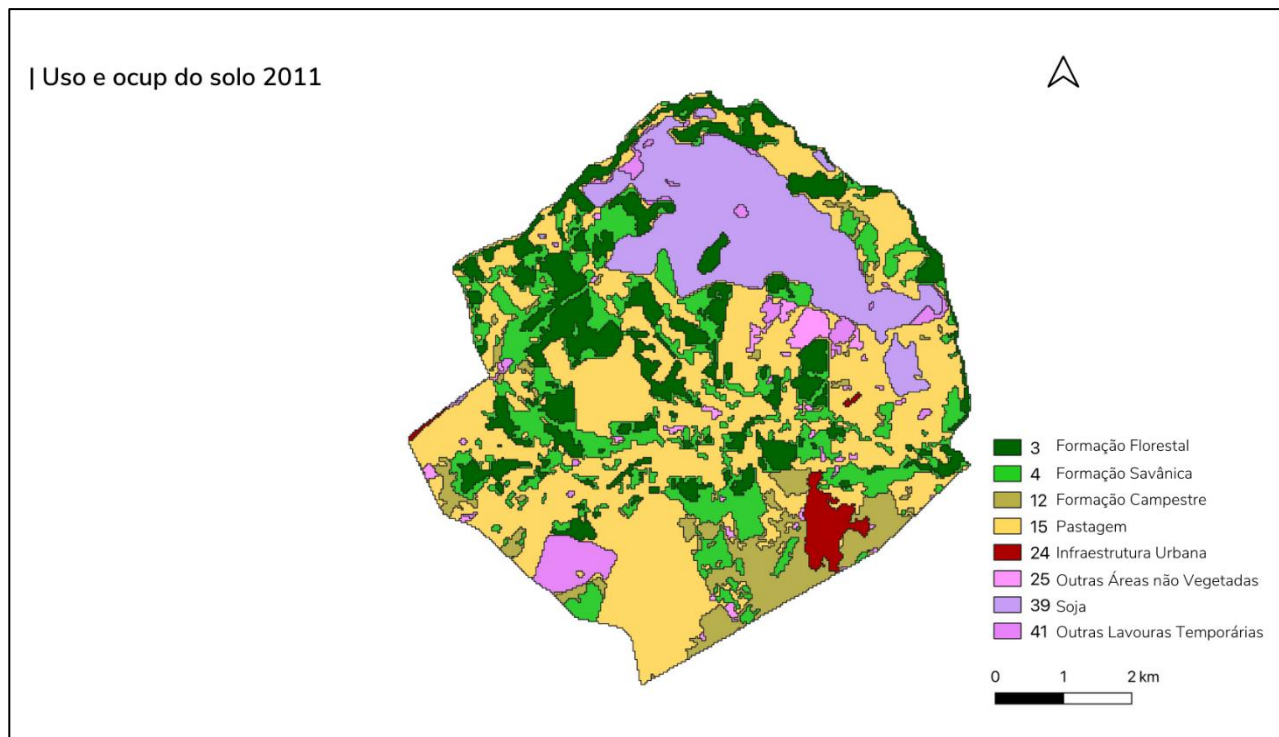 | Uso e ocup do solo 2011
3 Formação Florestal
4 Formação Savânica
12 Formação Campestre
15 Pastagem
24 Infraestrutura Urbana
25 Outras Áreas não Vegetadas
39 Soja
41 Outras Lavouras Temporárias
0 1 2 km